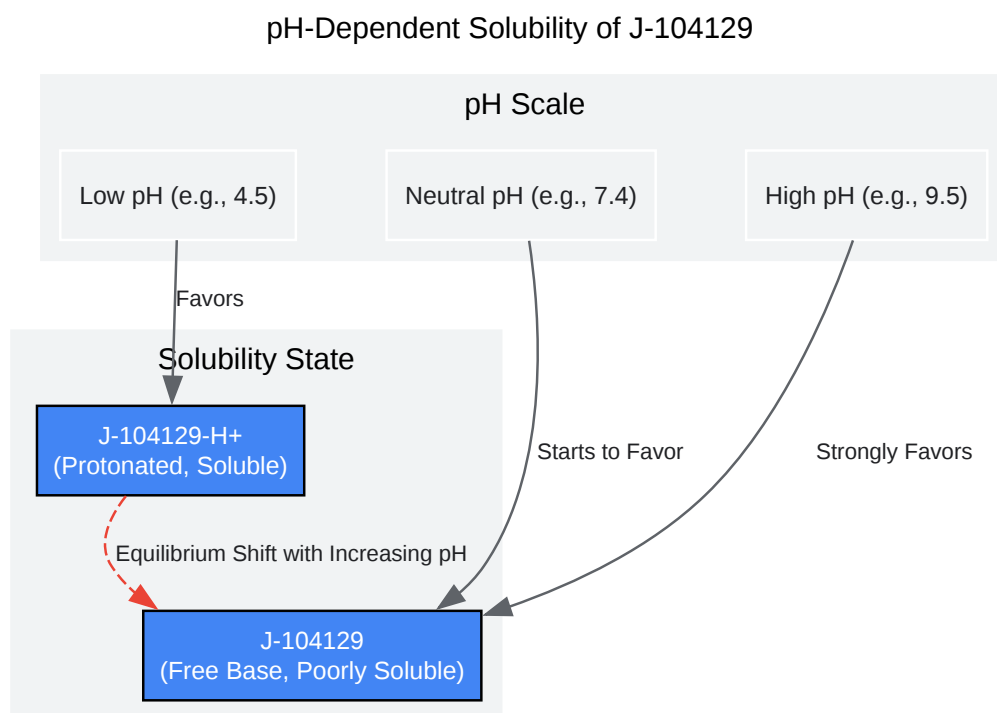 pH-Dependent Solubility of J-104129
pH Scale
Low pH (e.g., 4.5)
Neutral pH (e.g., 7.4)
High pH (e.g., 9.5)
Favors
Solubility State
J-104129-H+
(Protonated, Soluble)
Starts to Favor
Strongly Favors
Equilibrium Shift with Increasing pH
J-104129
(Free Base, Poorly Soluble)